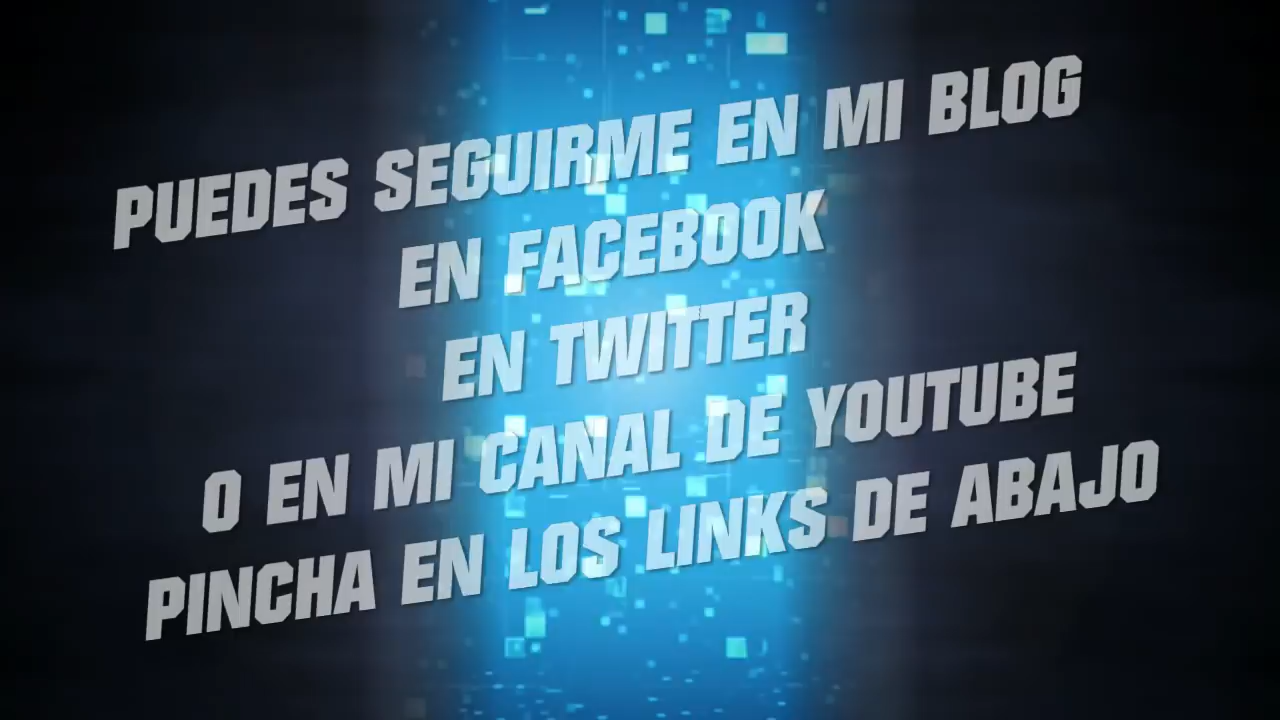 PUEDES SEGUIRME EN MI BLOG
EN FACEBOOK
EN TWITTER
O EN MI CANAL DE YOUTUBE
PINCHA EN LOS LINKS DE ABAJO